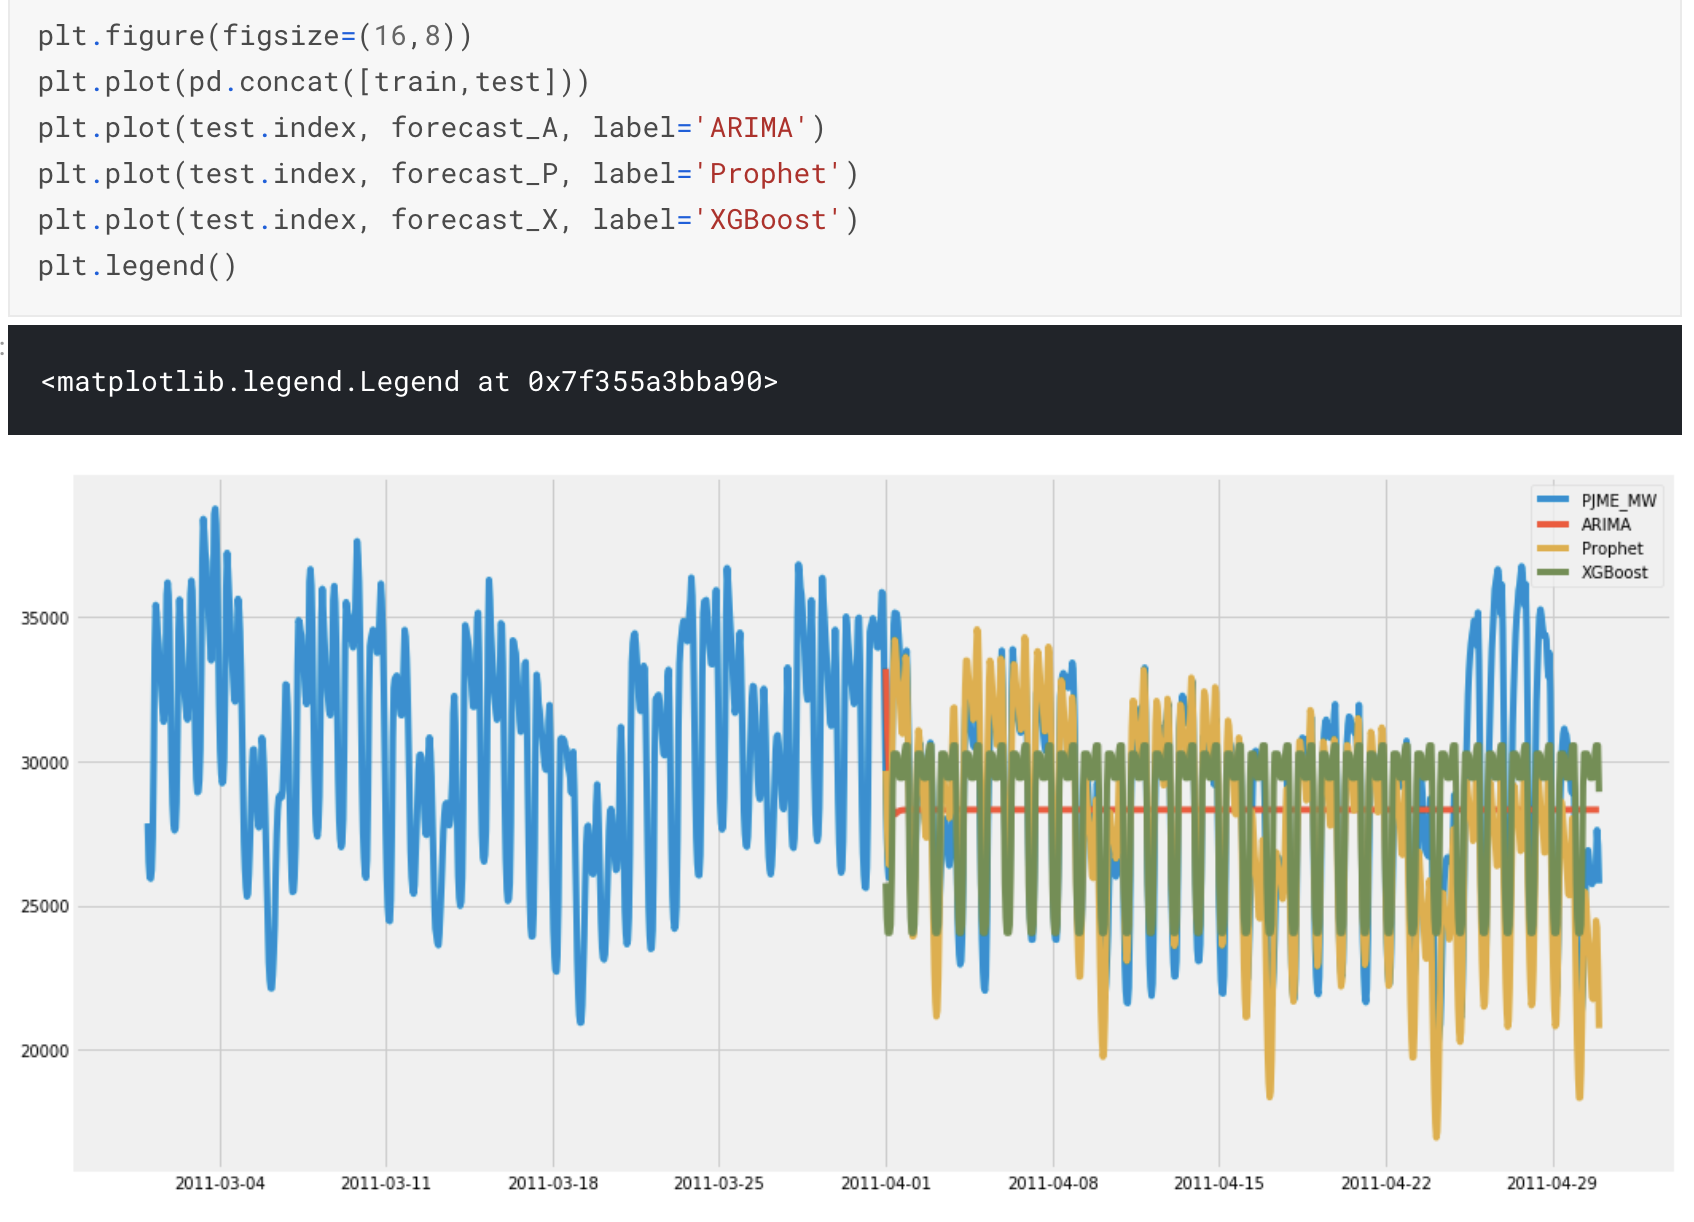 plt.figure(figsize=(16,8))
plt.plot(pd.concat([train,test]))
plt.plot(test.index, forecast_A, label='ARIMA')
plt.plot(test.index, forecast_P, label='Prophet')
plt.plot(test.index, forecast_X, label='XGBoost')
plt.legend()
:
<matplotlib.legend.Legend at 0x7f355a3bba90>
PJME_MW
ARIMA
Prophet
XGBoost
35000
30000
25000
20000
2011-03-04 2011-03-11 2011-03-18 2011-03-25 2011-04-01 2011-04-08 2011-04-15 2011-04-22 2011-04-29